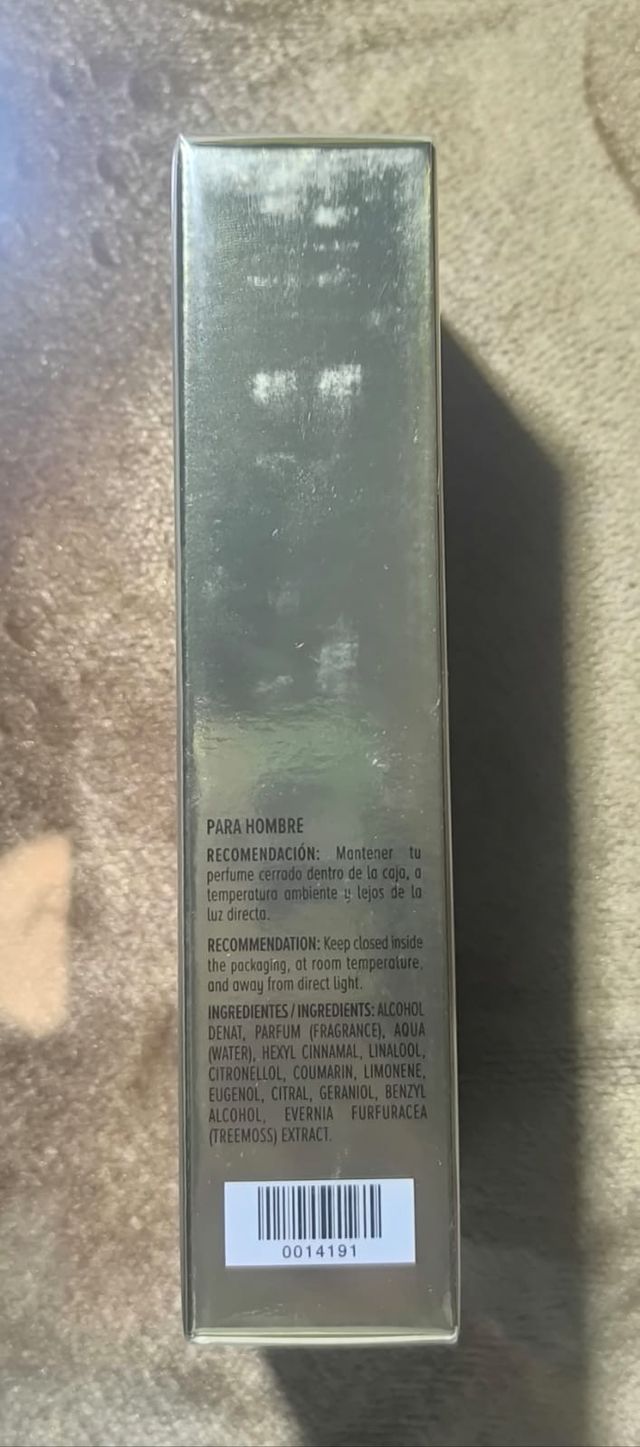 PARA HOMBRE
RECOMENDACIÓN: Mantener tu
perfume cerrado dentro de la caja, a
temperatura ambiente y lejos de la
luz directa.
RECOMMENDATION: Keep closed inside
the packaging, at room temperature,
and away from direct light.
INGREDIENTES / INGREDIENTS: ALCOHOL
DENAT, PARFUM (FRAGRANCE), AQUA
(WATER), HEXYL CINNAMAL, LINALOOL,
CITRONELLOL, COUMARIN, LIMONENE,
EUGENOL, CITRAL, GERANIOL, BENZYL
ALCOHOL, EVERNIA FURFURACEA
(TREEMOSS) EXTRACT.
0014191